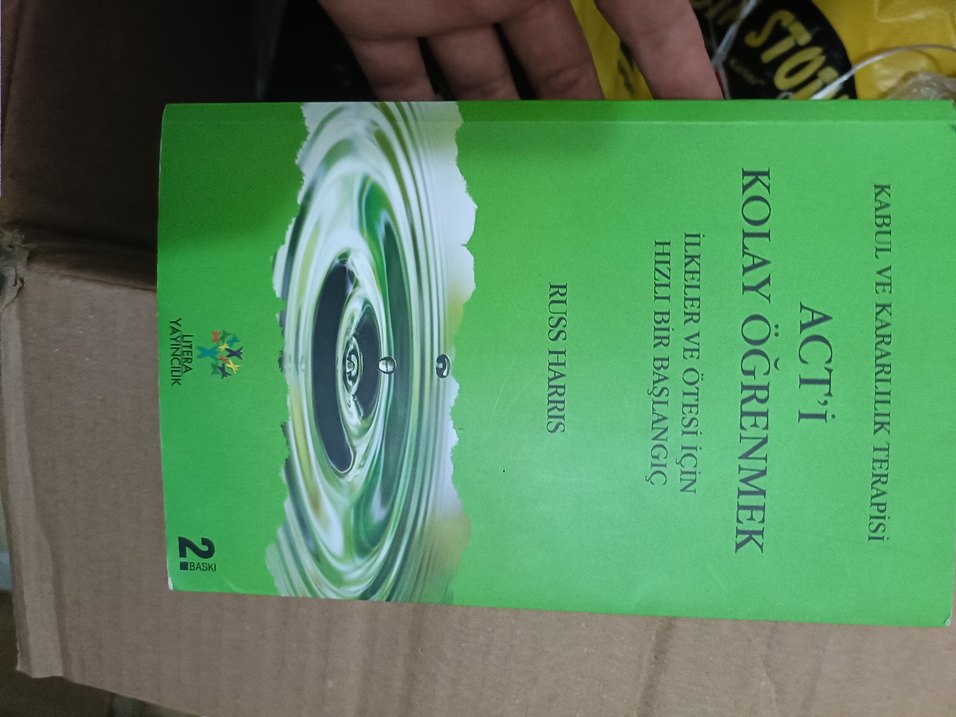 KABUL VE KARARLILIK TERAPİSİ
ACT'İ
KOLAY ÖĞRENMEK
İLKELER VE ÖTESİ İÇİN
HIZLI BİR BAŞLANGIÇ
RUSS HARRIS
LITERA
YAYINCILIK
2.
BASKI